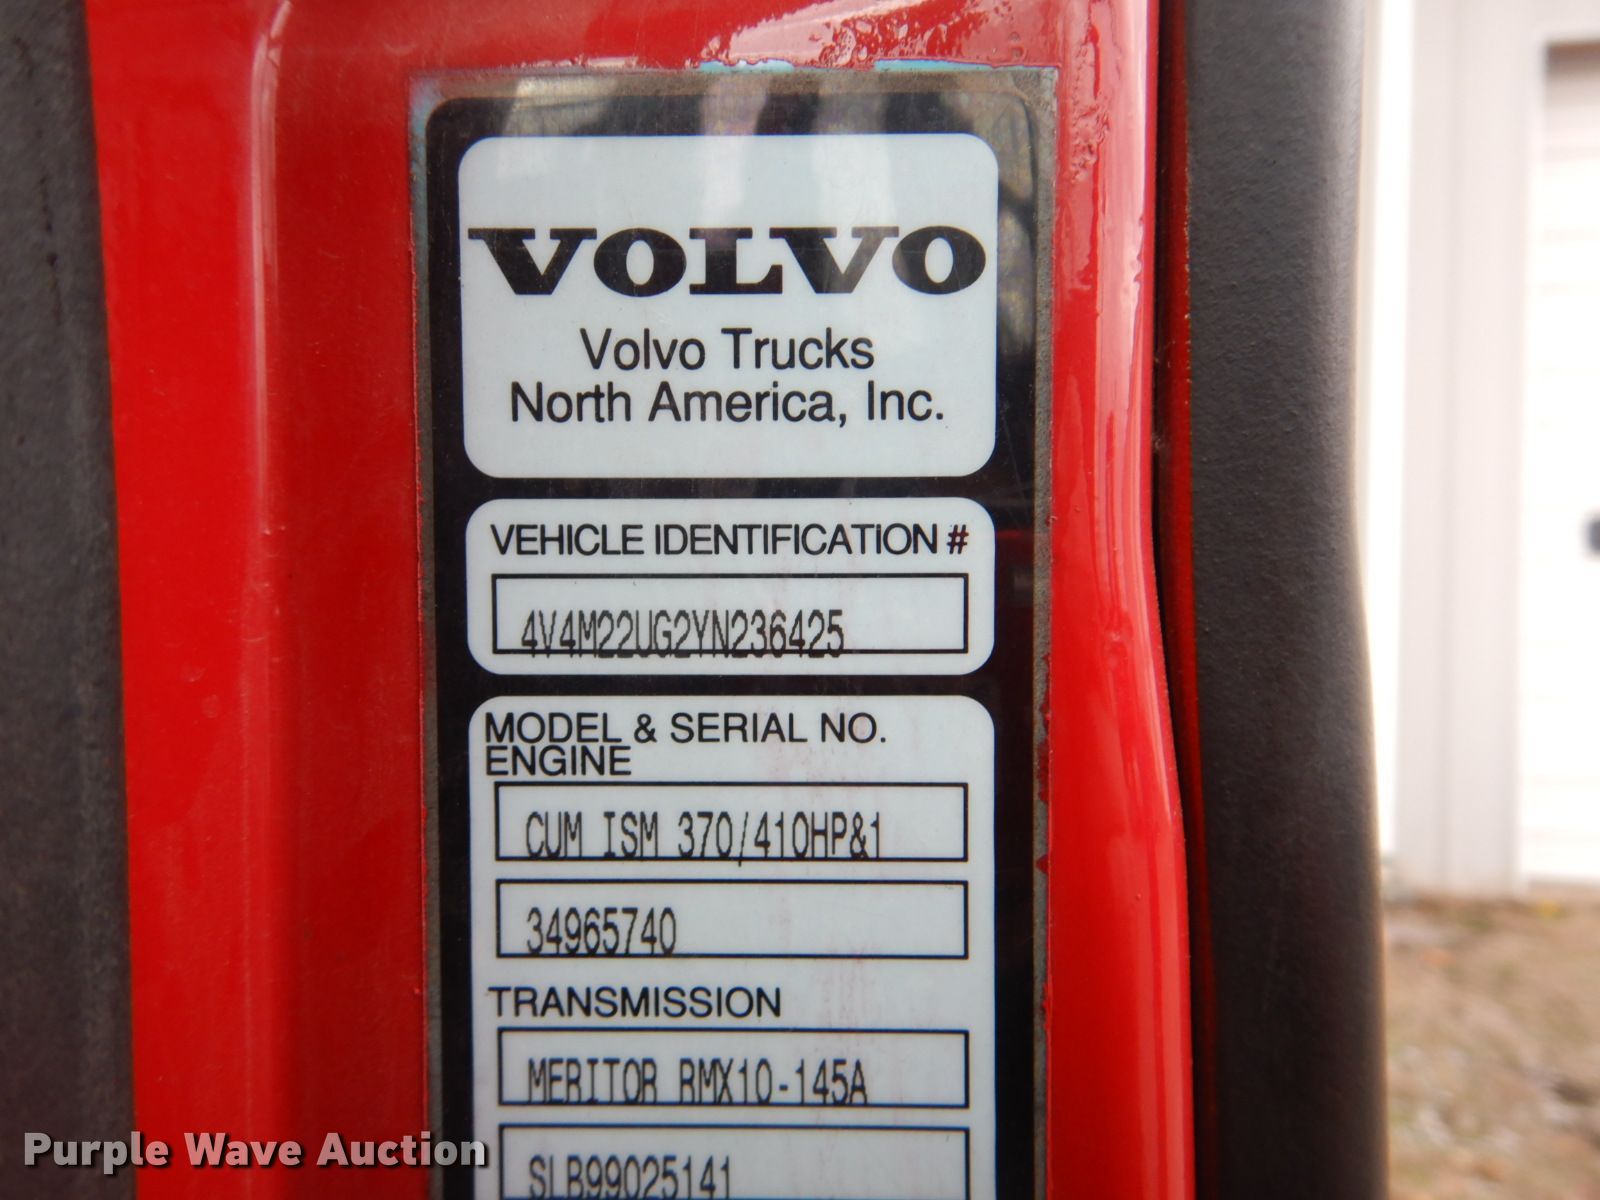 VOLVO
Volvo Trucks
North America, Inc.
VEHICLE IDENTIFICATION #
4V4M22UG2YN236425
MODEL & SERIAL NO.
ENGINE
CUM ISM 370/410HP&1
34965740
TRANSMISSION
MERITOR RMX10-145A
SLB99025141
Purple Wave Auction